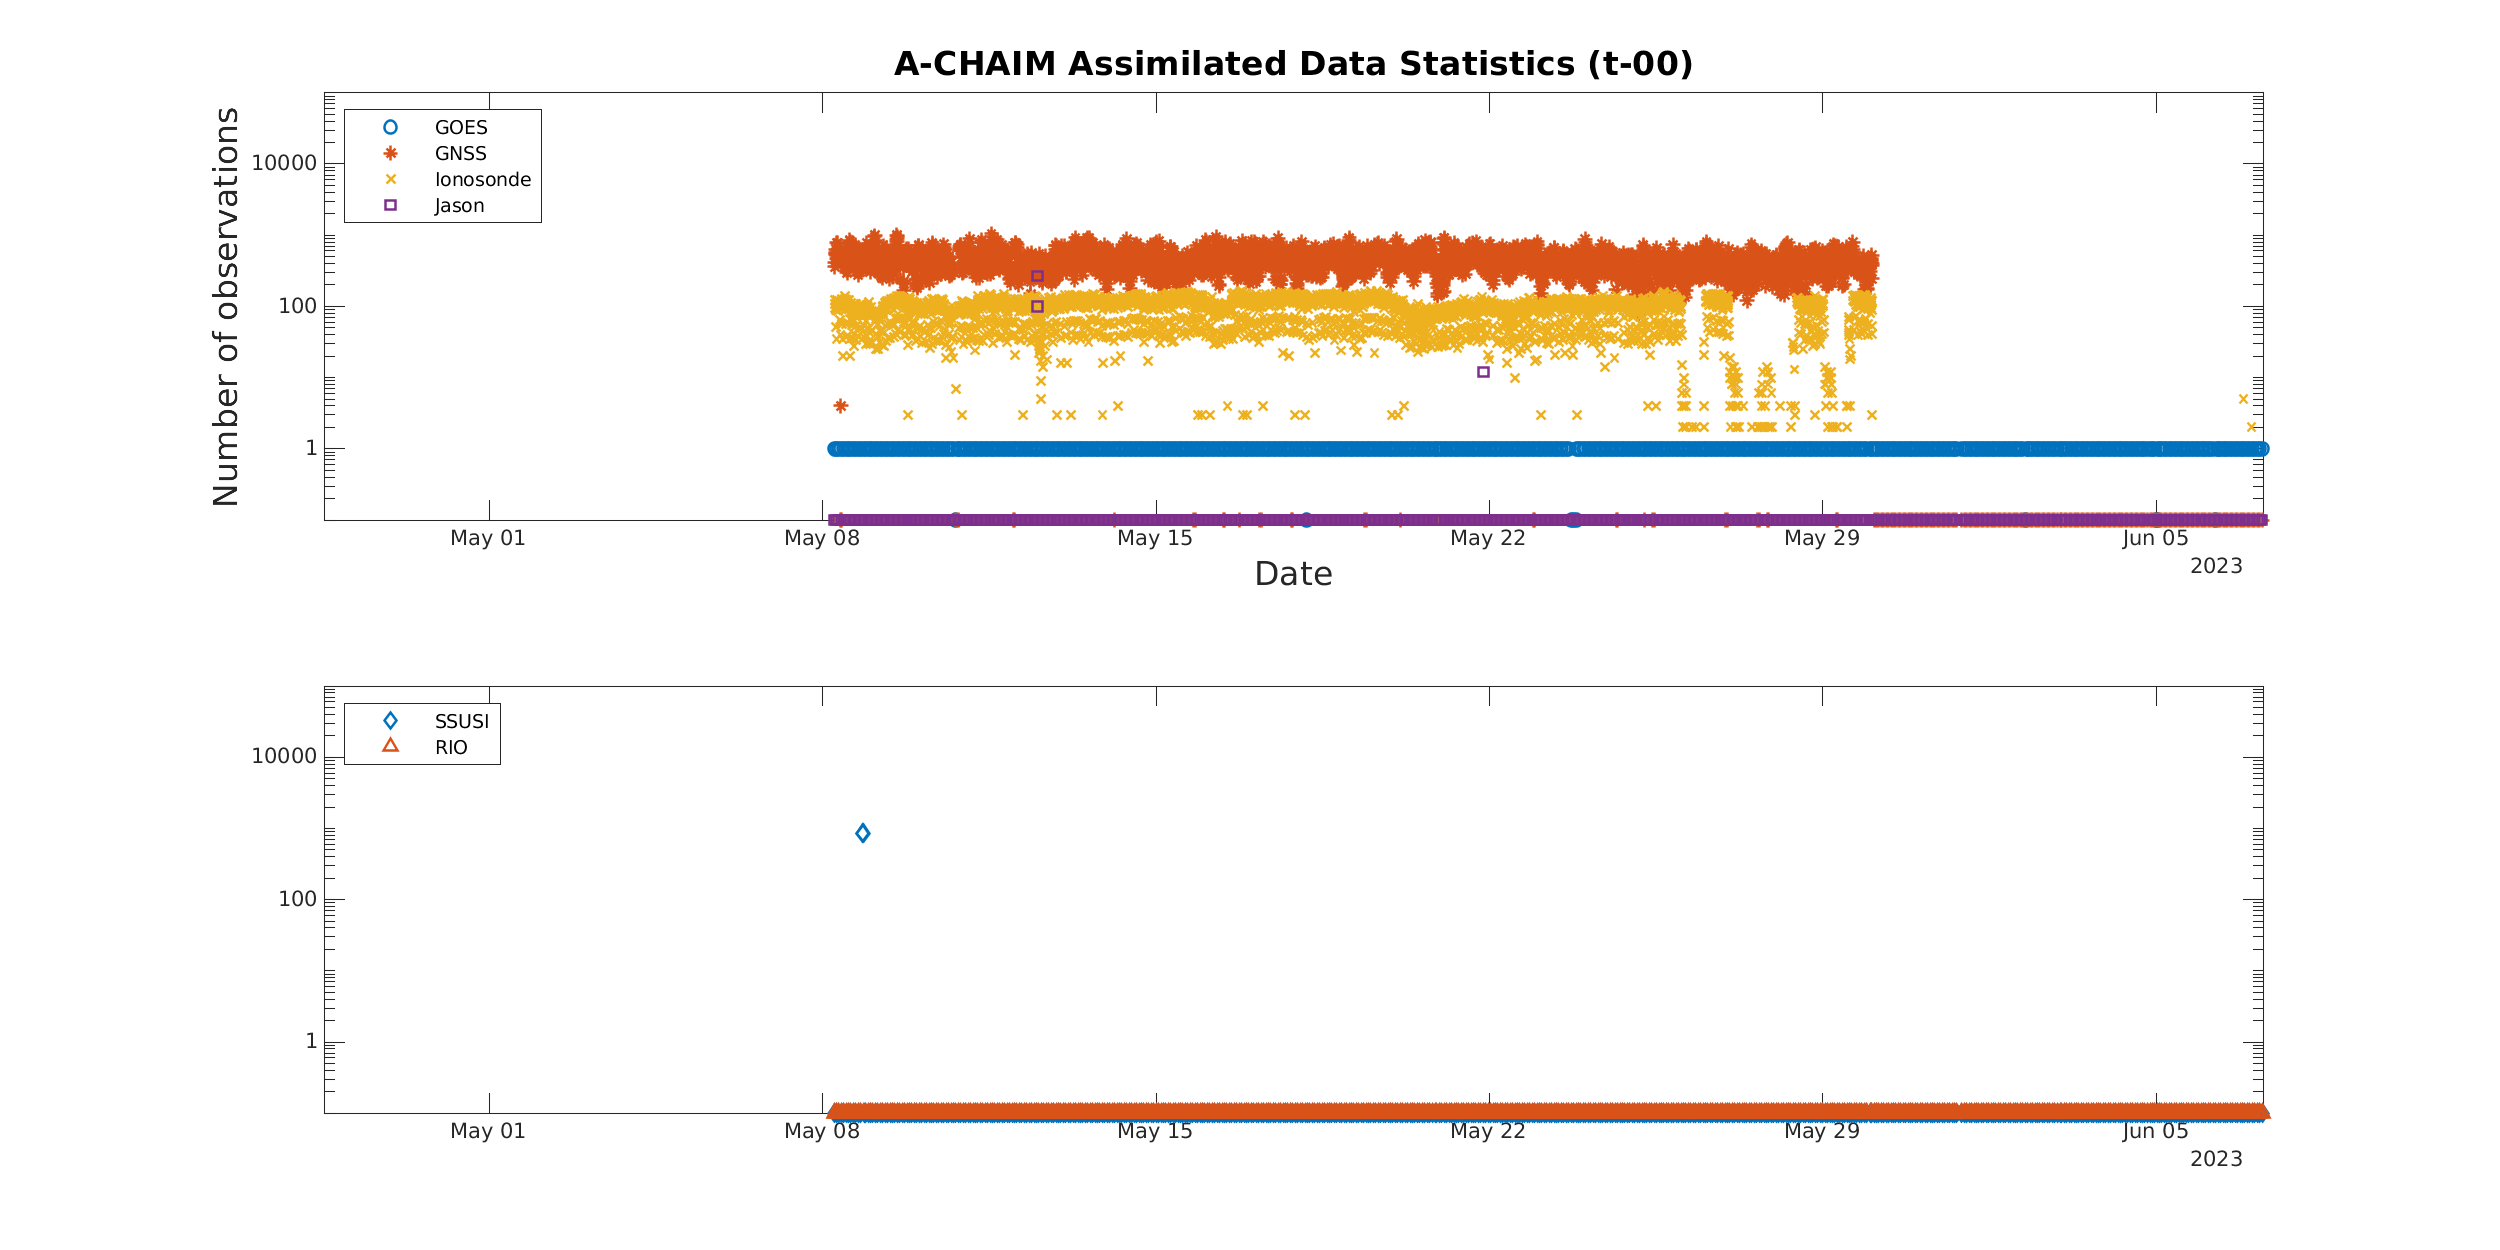 A-CHAIM Assimilated Data Statistics (t-00)
Number of observations
10000
100
1
GOES
GNSS
Ionosonde
Jason
May 01
May 08
May 15
May 22
May 29
Jun 05
2023
Date
10000
100
1
SSUSI
RIO
May 01
May 08
May 15
May 22
May 29
Jun 05
2023